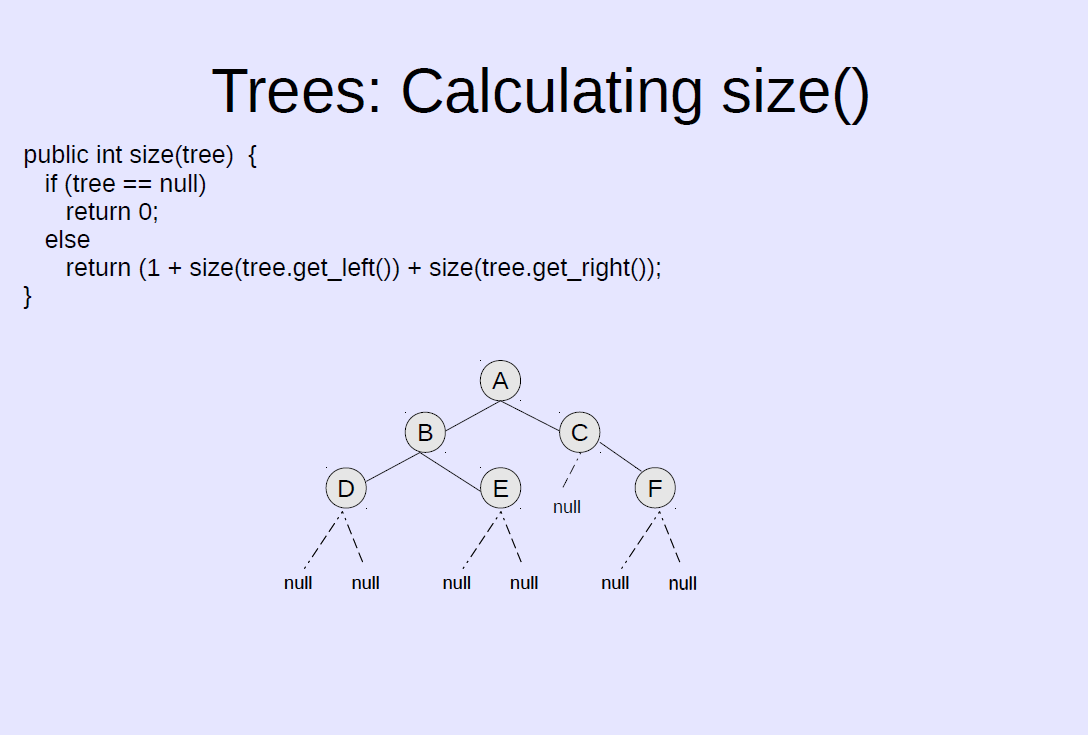 Trees: Calculating size()
public int size(tree)  {
   if (tree == null)
      return 0;
   else
      return (1 + size(tree.get_left()) + size(tree.get_right());
}
A
B C
D E F
null
null null null null null null